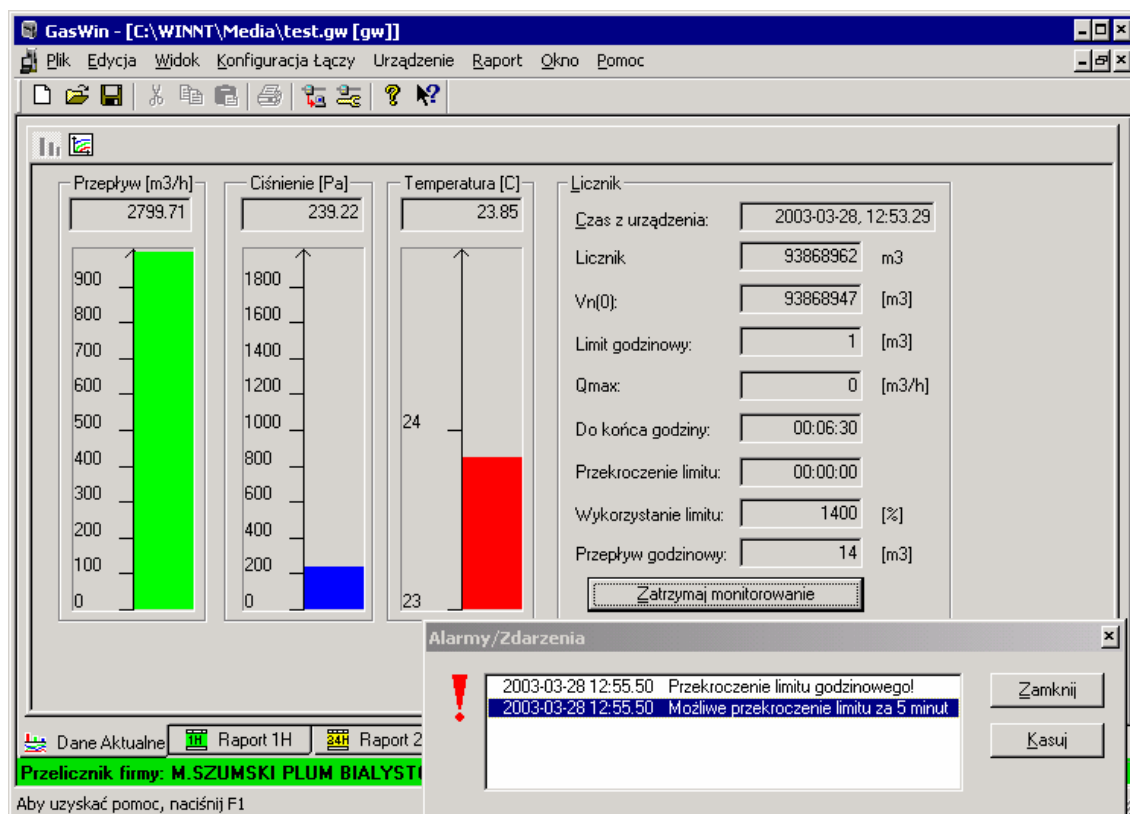 GasWin - [C:\WINNT\Media\test.gw [gw]]
Plik Edycja Widok Konfiguracja Łączy Urządzenie Raport Okno Pomoc
Przepływ [m3/h]
2799.71
900
800
700
600
500
400
300
200
100
0
Ciśnienie [Pa]
239.22
1800
1600
1400
1200
1000
800
600
400
200
0
Temperatura [C]
23.85
24
23
Licznik
Czas z urządzenia: 2003-03-28, 12:53.29
Licznik 93868962 m3
Vn(0): 93868947 [m3]
Limit godzinowy: 1 [m3]
Qmax: 0 [m3/h]
Do końca godziny: 00:06:30
Przekroczenie limitu: 00:00:00
Wykorzystanie limitu: 1400 [%]
Przepływ godzinowy: 14 [m3]
Zatrzymaj monitorowanie
Alarmy/Zdarzenia
2003-03-28 12:55.50 Przekroczenie limitu godzinowego!
2003-03-28 12:55.50 Możliwe przekroczenie limitu za 5 minut
Zamknij
Kasuj
Dane Aktualne 1H Raport 1H 24H Raport 2
Przelicznik firmy: M.SZUMSKI PLUM BIALYSTO
Aby uzyskać pomoc, naciśnij F1